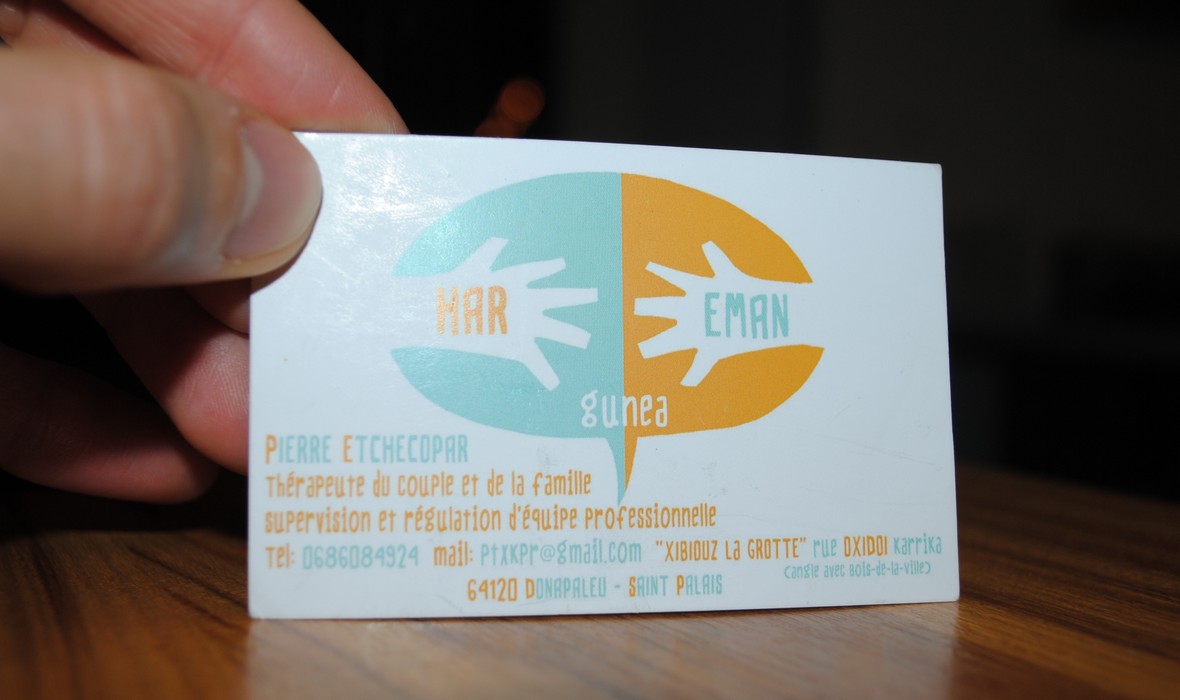 HAR EMAN
gunea
PIERRE ETCHECOPAR
Thérapeute du couple et de la famille
supervision et régulation d'équipe professionnelle
Tel: 0686084924 mail: Ptxkpr@gmail.com "XIBIOUZ La GROTTE" rue OXIDOI karrika
(angle avec Bois-de-la-ville)
64120 DONAPALEU - SAINT PALAIS